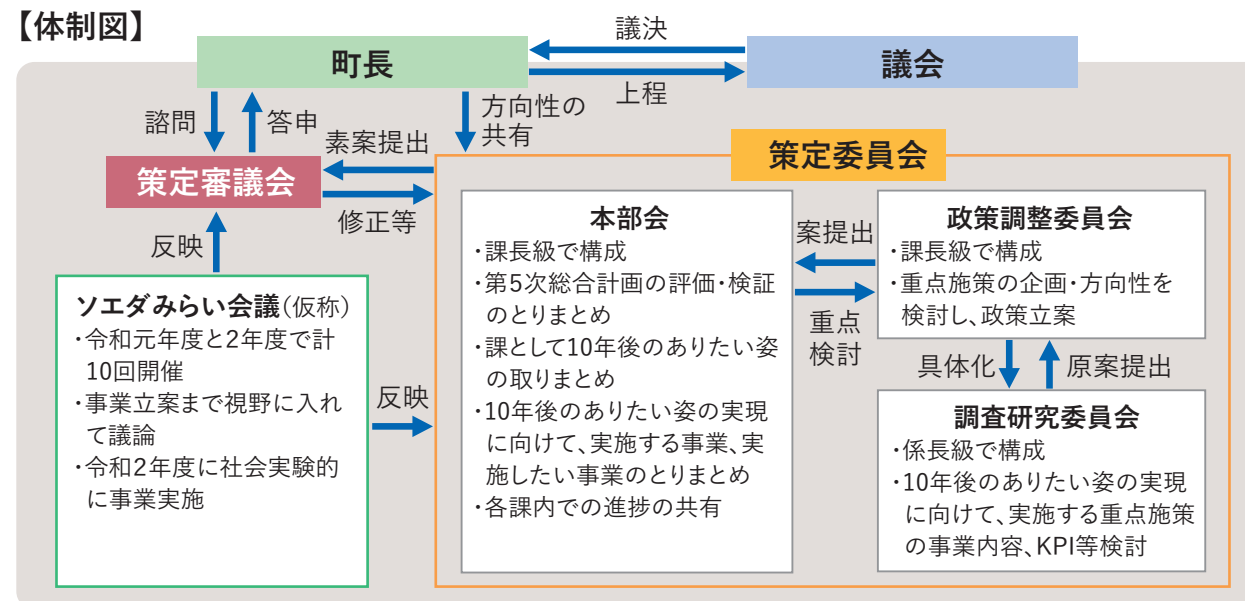 【体制図】
町長
議決
上程
議会
諮問
答申
方向性の
共有
素案提出
修正等
策定審議会
策定委員会
反映
ソエダみらい会議(仮称)
・令和元年度と2年度で計
10回開催
・事業立案まで視野に入れ
て議論
・令和2年度に社会実験的
に事業実施
反映
本部会
・課長級で構成
・第5次総合計画の評価・検証
のとりまとめ
・課として10年後のありたい姿
の取りまとめ
・10年後のありたい姿の実現
に向けて、実施する事業、実
施したい事業のとりまとめ
・各課内での進捗の共有
案提出
重点
検討
政策調整委員会
・課長級で構成
・重点施策の企画・方向性を
検討し、政策立案
具体化
原案提出
調査研究委員会
・係長級で構成
・10年後のありたい姿の実現
に向けて、実施する重点施策
の事業内容、KPI等検討